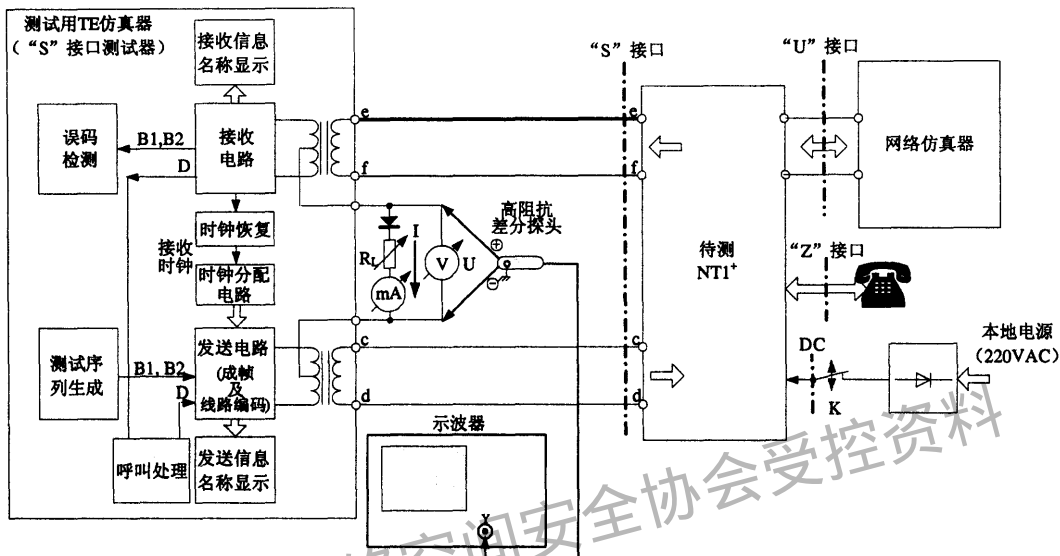 测试用TE仿真器
（“S”接口测试器）
接收信息
名称显示
误码
检测
B1,B2
D
接收
电路
时钟恢复
接收
时钟
时钟分配
电路
测试序
列生成
B1, B2
D
发送电路
(成帧
及
线路编码)
呼叫处理
发送信息
名称显示
e
f
R_L
I
mA
V
U
高阻抗
差分探头
⊕
⊖
c
d
示波器
Y
“S”接口
e
f
c
d
待测
NT1⁺
“U”接口
网络仿真器
“Z”接口
DC
K
本地电源
（220VAC）
空间安全协会受控资料